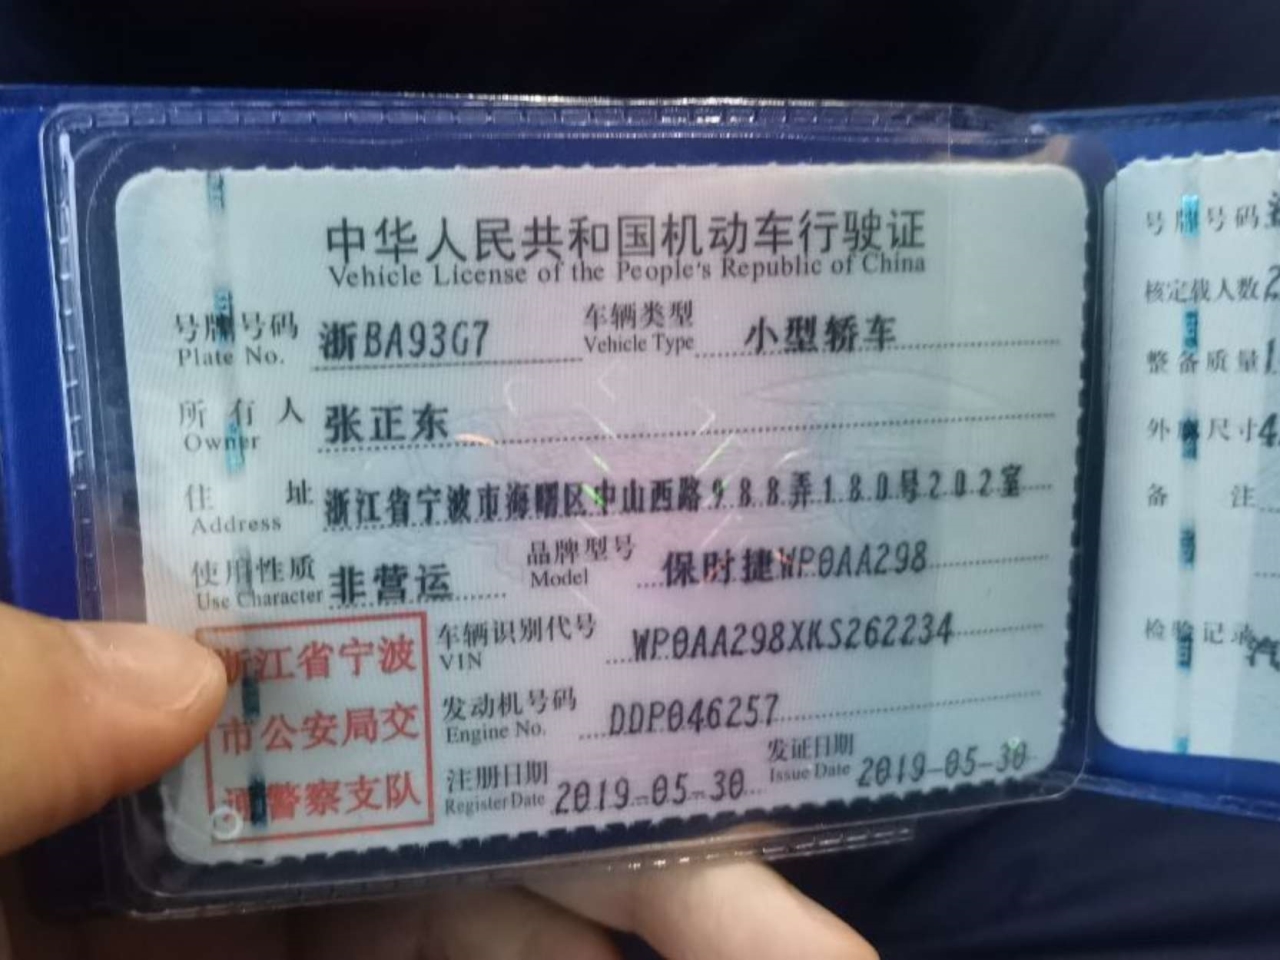 中华人民共和国机动车行驶证
Vehicle License of the People's Republic of China
号牌号码 浙BA93G7 车辆类型 小型轿车
Plate No. Vehicle Type
所有人 张正东
Owner
住址 浙江省宁波市海曙区中山西路988弄180号202室
Address
使用性质 非营运 品牌型号 保时捷WP0AA298
Use Character Model
浙江省宁波
市公安局交
通警察支队
车辆识别代号 WP0AA298XKS262234
VIN
发动机号码 DDP046257
Engine No.
注册日期 2019-05-30 发证日期 2019-05-30
Register Date Issue Date
号牌号码
核定载人数 2
整备质量 1
外廓尺寸 4
备注
检验记录